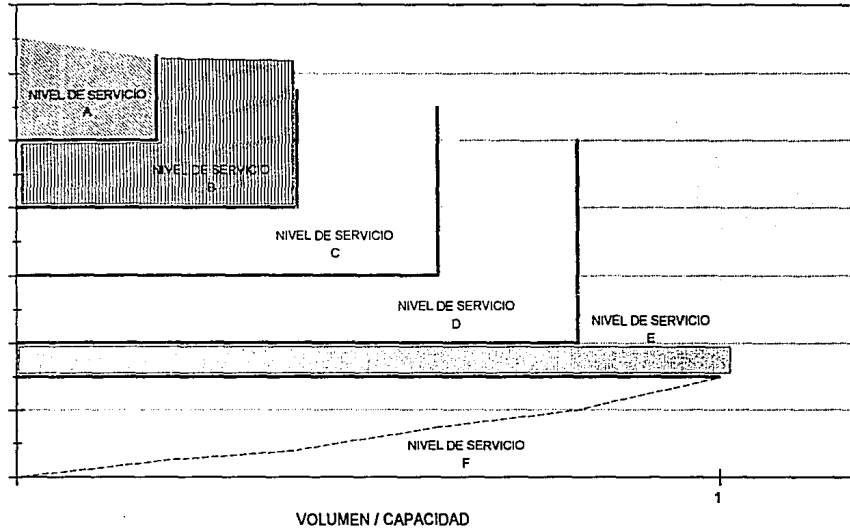 NIVEL DE SERVICIO
A
NIVEL DE SERVICIO
B
NIVEL DE SERVICIO
C
NIVEL DE SERVICIO
D
NIVEL DE SERVICIO
E
NIVEL DE SERVICIO
F
1
VOLUMEN / CAPACIDAD